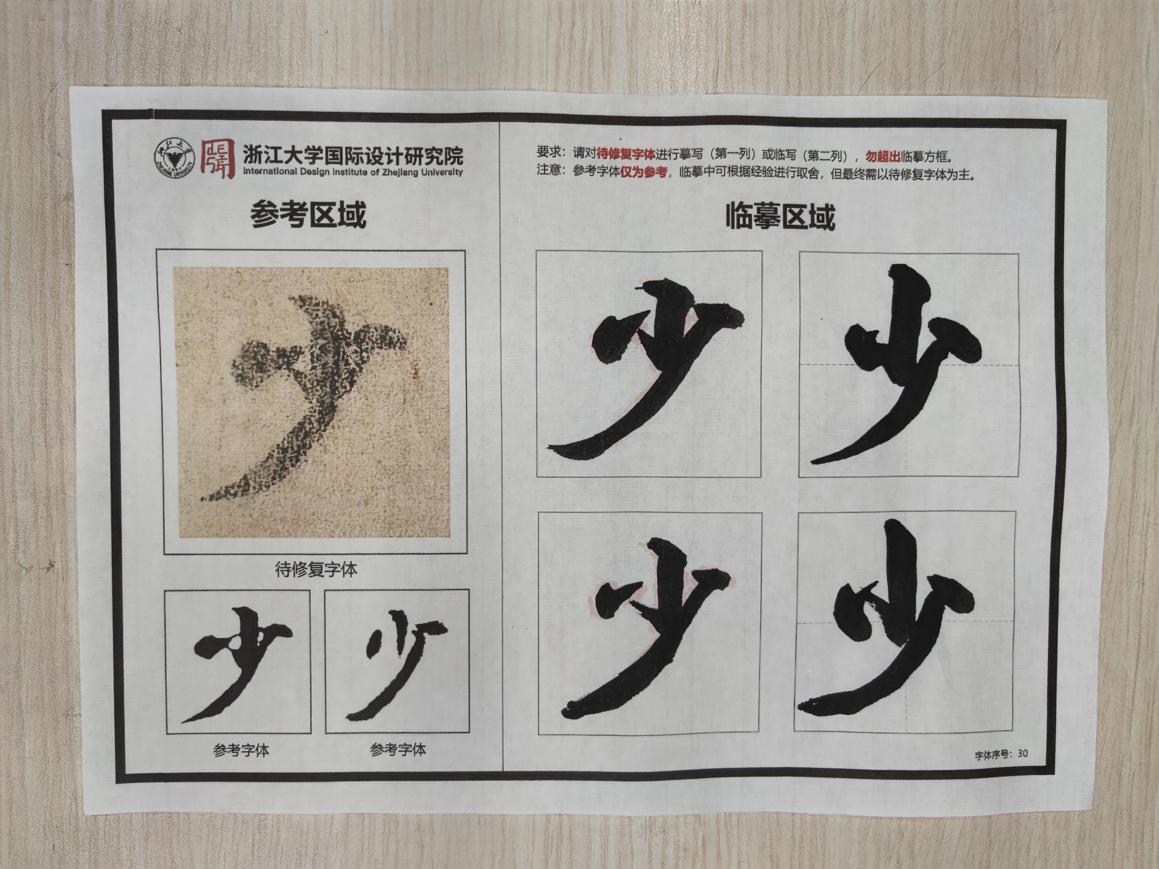 浙江大学国际设计研究院
International Design Institute of Zhejiang University
参考区域
少
待修复字体
少
少
参考字体
参考字体
要求：请对待修复字体进行摹写（第一列）或临写（第二列），勿超出临摹方框。
注意：参考字体仅为参考，临摹中可根据经验进行取舍，但最终需以待修复字体为主。
临摹区域
少
少
少
少
字体序号：30